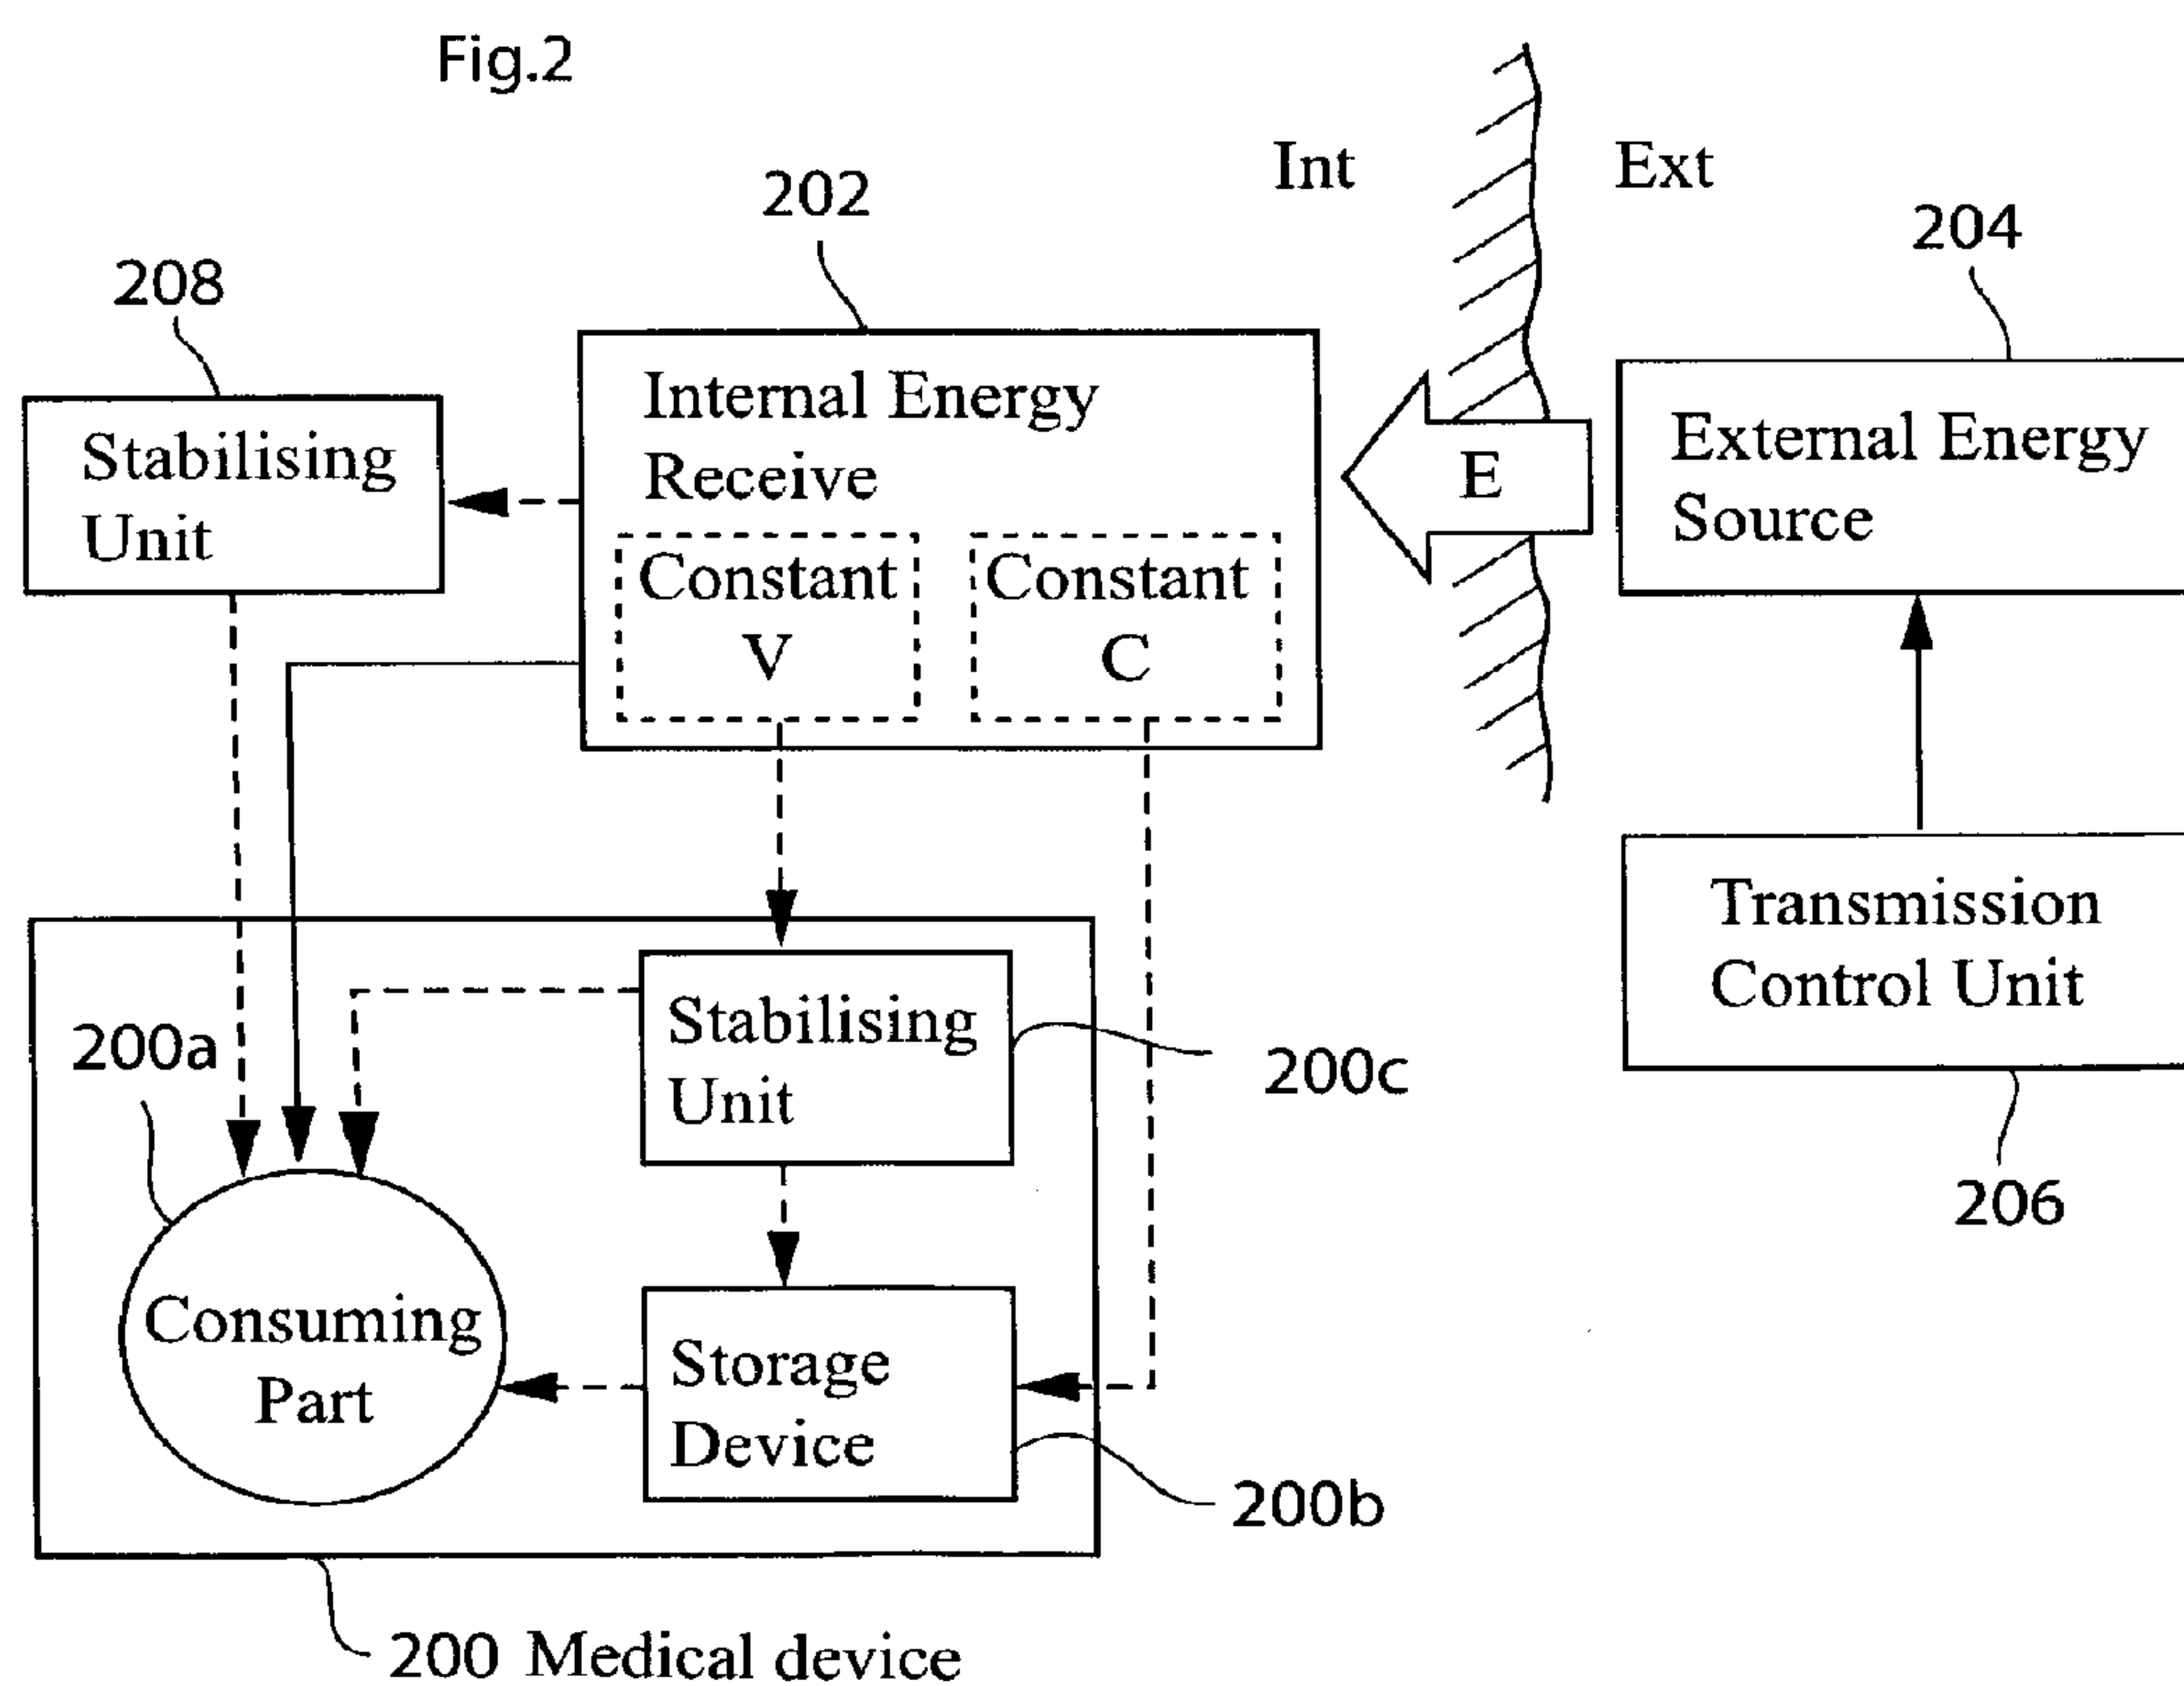 Fig.2
Int
Ext
202
204
208
Internal Energy
Receive
Constant
V
Constant
C
E
External Energy
Source
Stabilising
Unit
Transmission
Control Unit
206
200a
Stabilising
Unit
200c
Consuming
Part
Storage
Device
200b
200 Medical device